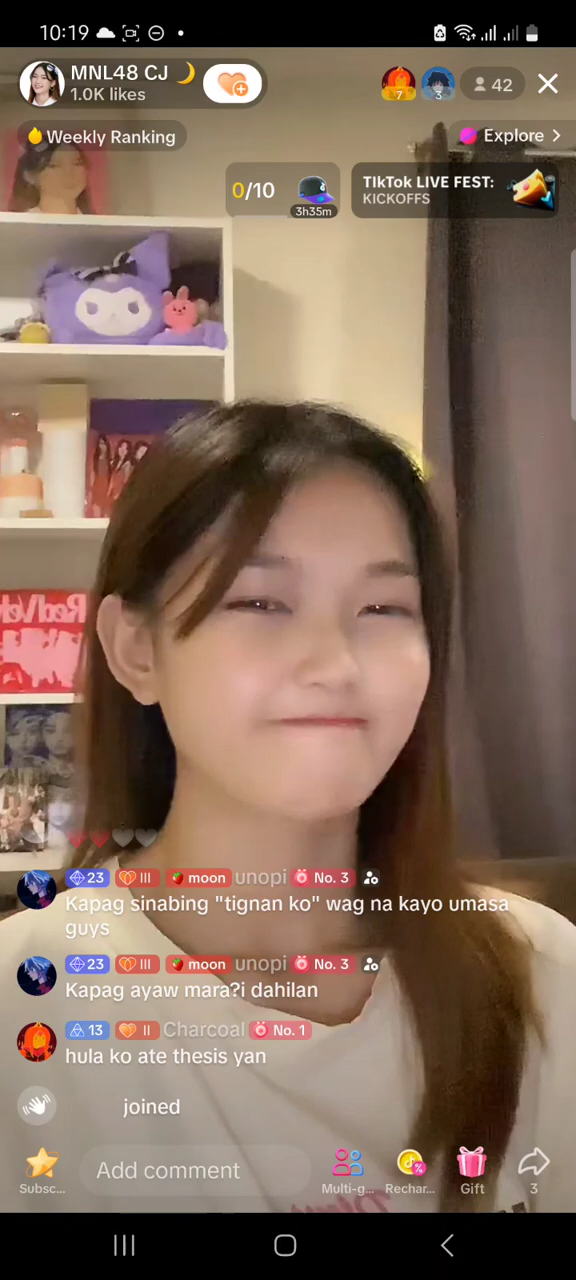 10:19
MNL48 CJ 🌙
1.0K likes
7
3
42
Weekly Ranking
Explore >
0/10
3h35m
TikTok LIVE FEST:
KICKOFFS
RedVel
23 III moon unopi No. 3
Kapag sinabing "tignan ko" wag na kayo umasa
guys
23 III moon unopi No. 3
Kapag ayaw mara?i dahilan
13 II Charcoal No. 1
hula ko ate thesis yan
joined
Subsc...
Add comment
Multi-g...
Rechar...
Gift
3